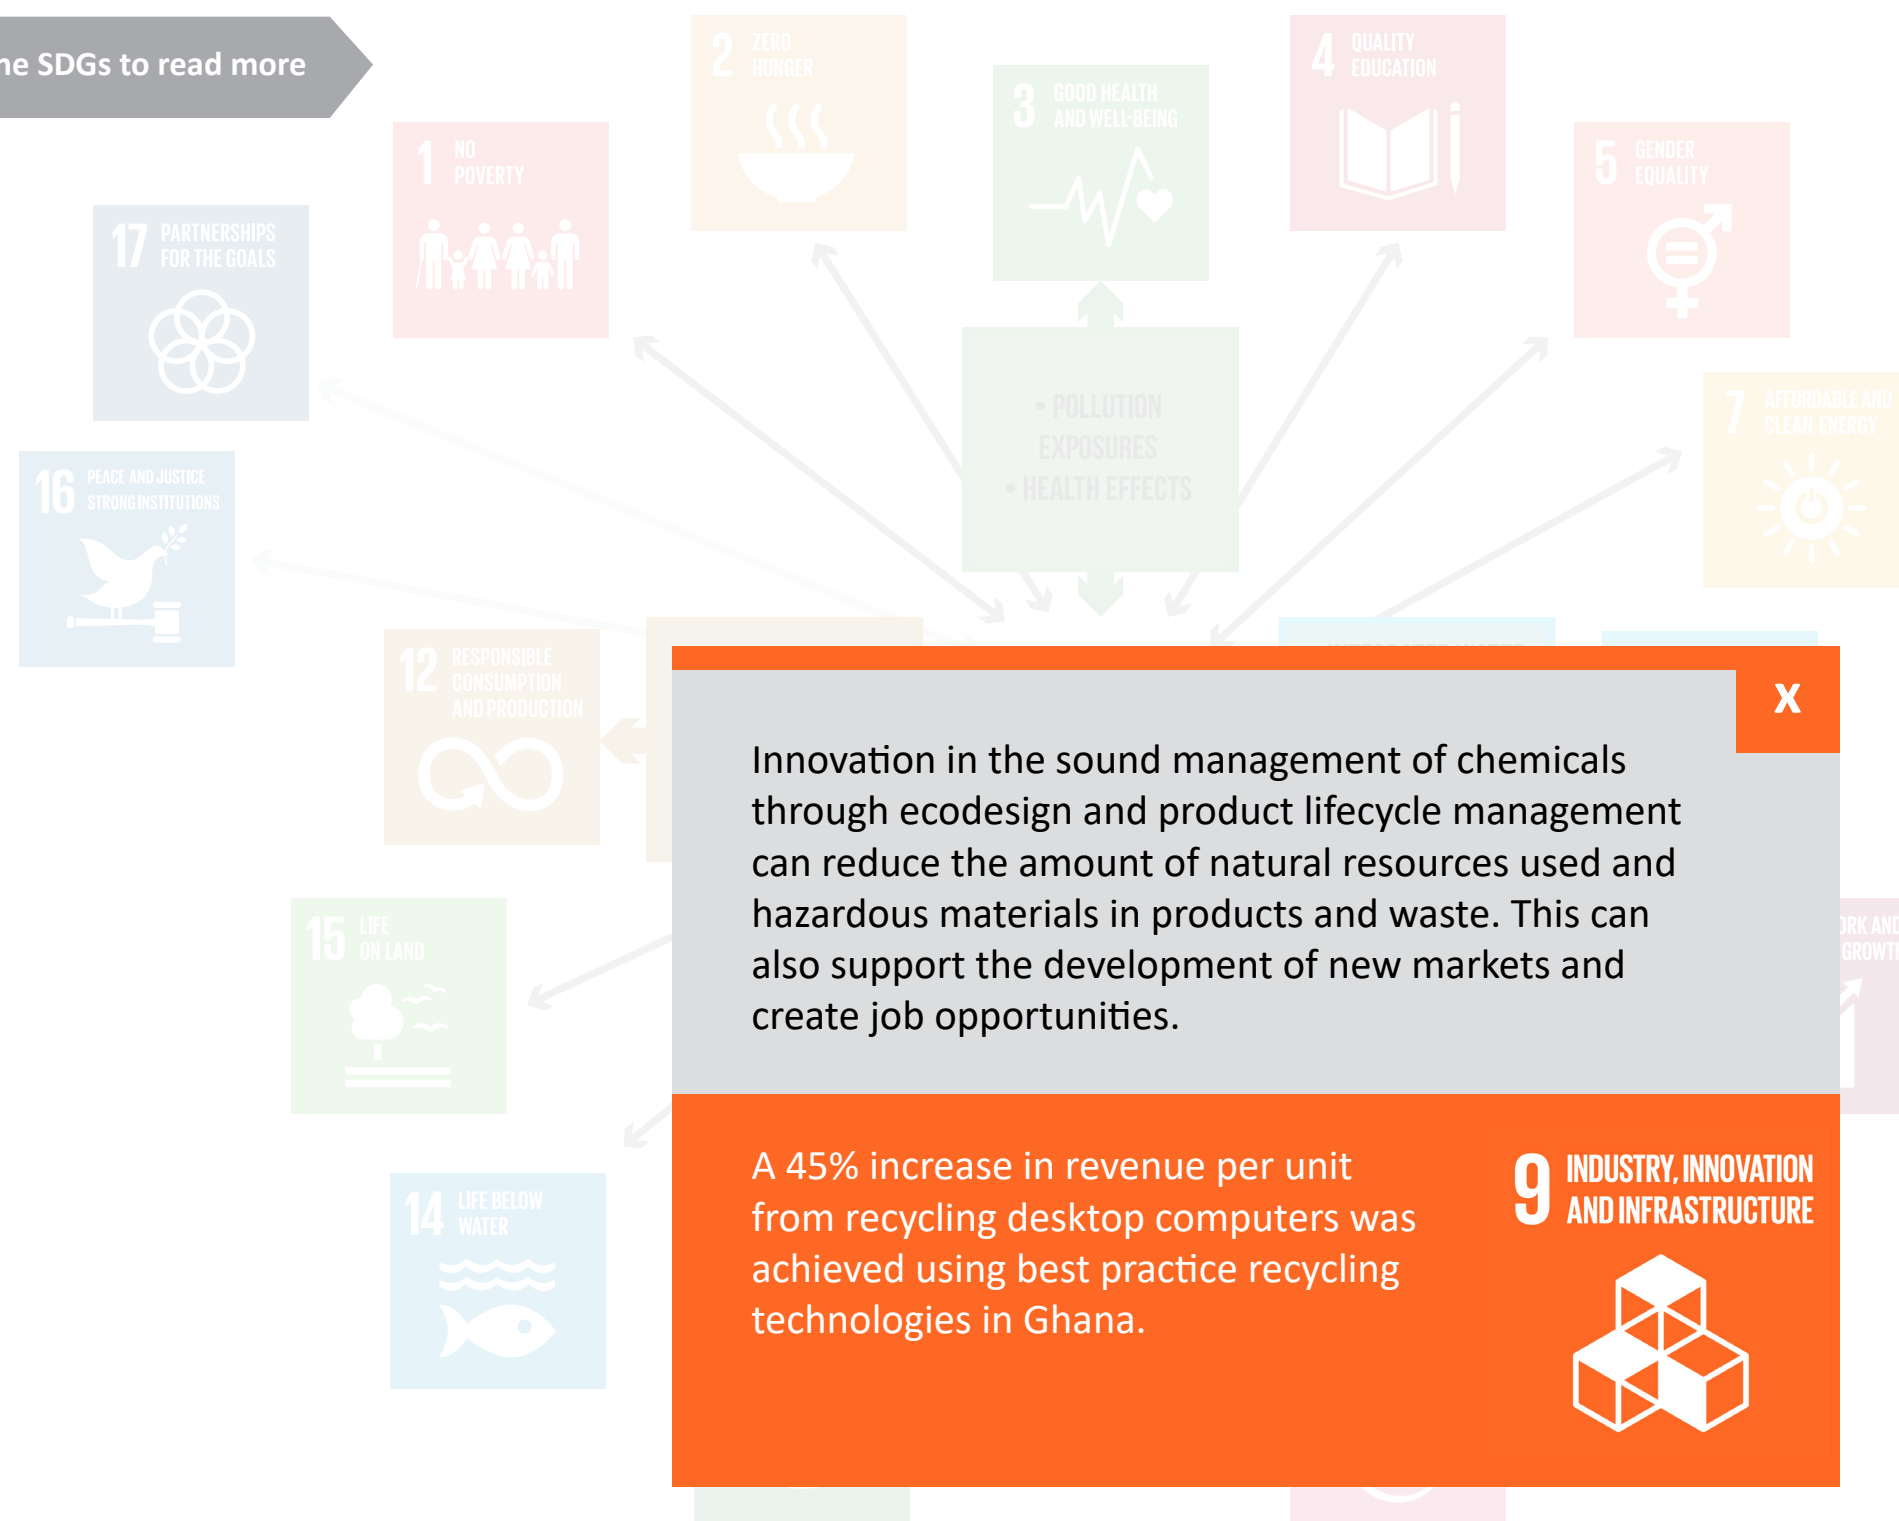 he SDGs to read more
2 ZERO
HUNGER
3 GOOD HEALTH
AND WELL-BEING
4 QUALITY
EDUCATION
1 NO
POVERTY
5 GENDER
EQUALITY
17 PARTNERSHIPS
FOR THE GOALS
7 AFFORDABLE AND
CLEAN ENERGY
• POLLUTION
EXPOSURES
• HEALTH EFFECTS
16 PEACE AND JUSTICE
STRONG INSTITUTIONS
12 RESPONSIBLE
CONSUMPTION
AND PRODUCTION
X
Innovation in the sound management of chemicals
through ecodesign and product lifecycle management
can reduce the amount of natural resources used and
hazardous materials in products and waste. This can
also support the development of new markets and
create job opportunities.
15 LIFE
ON LAND
ORK AND
GROWTH
A 45% increase in revenue per unit
from recycling desktop computers was
achieved using best practice recycling
technologies in Ghana.
9 INDUSTRY, INNOVATION
AND INFRASTRUCTURE
14 LIFE BELOW
WATER